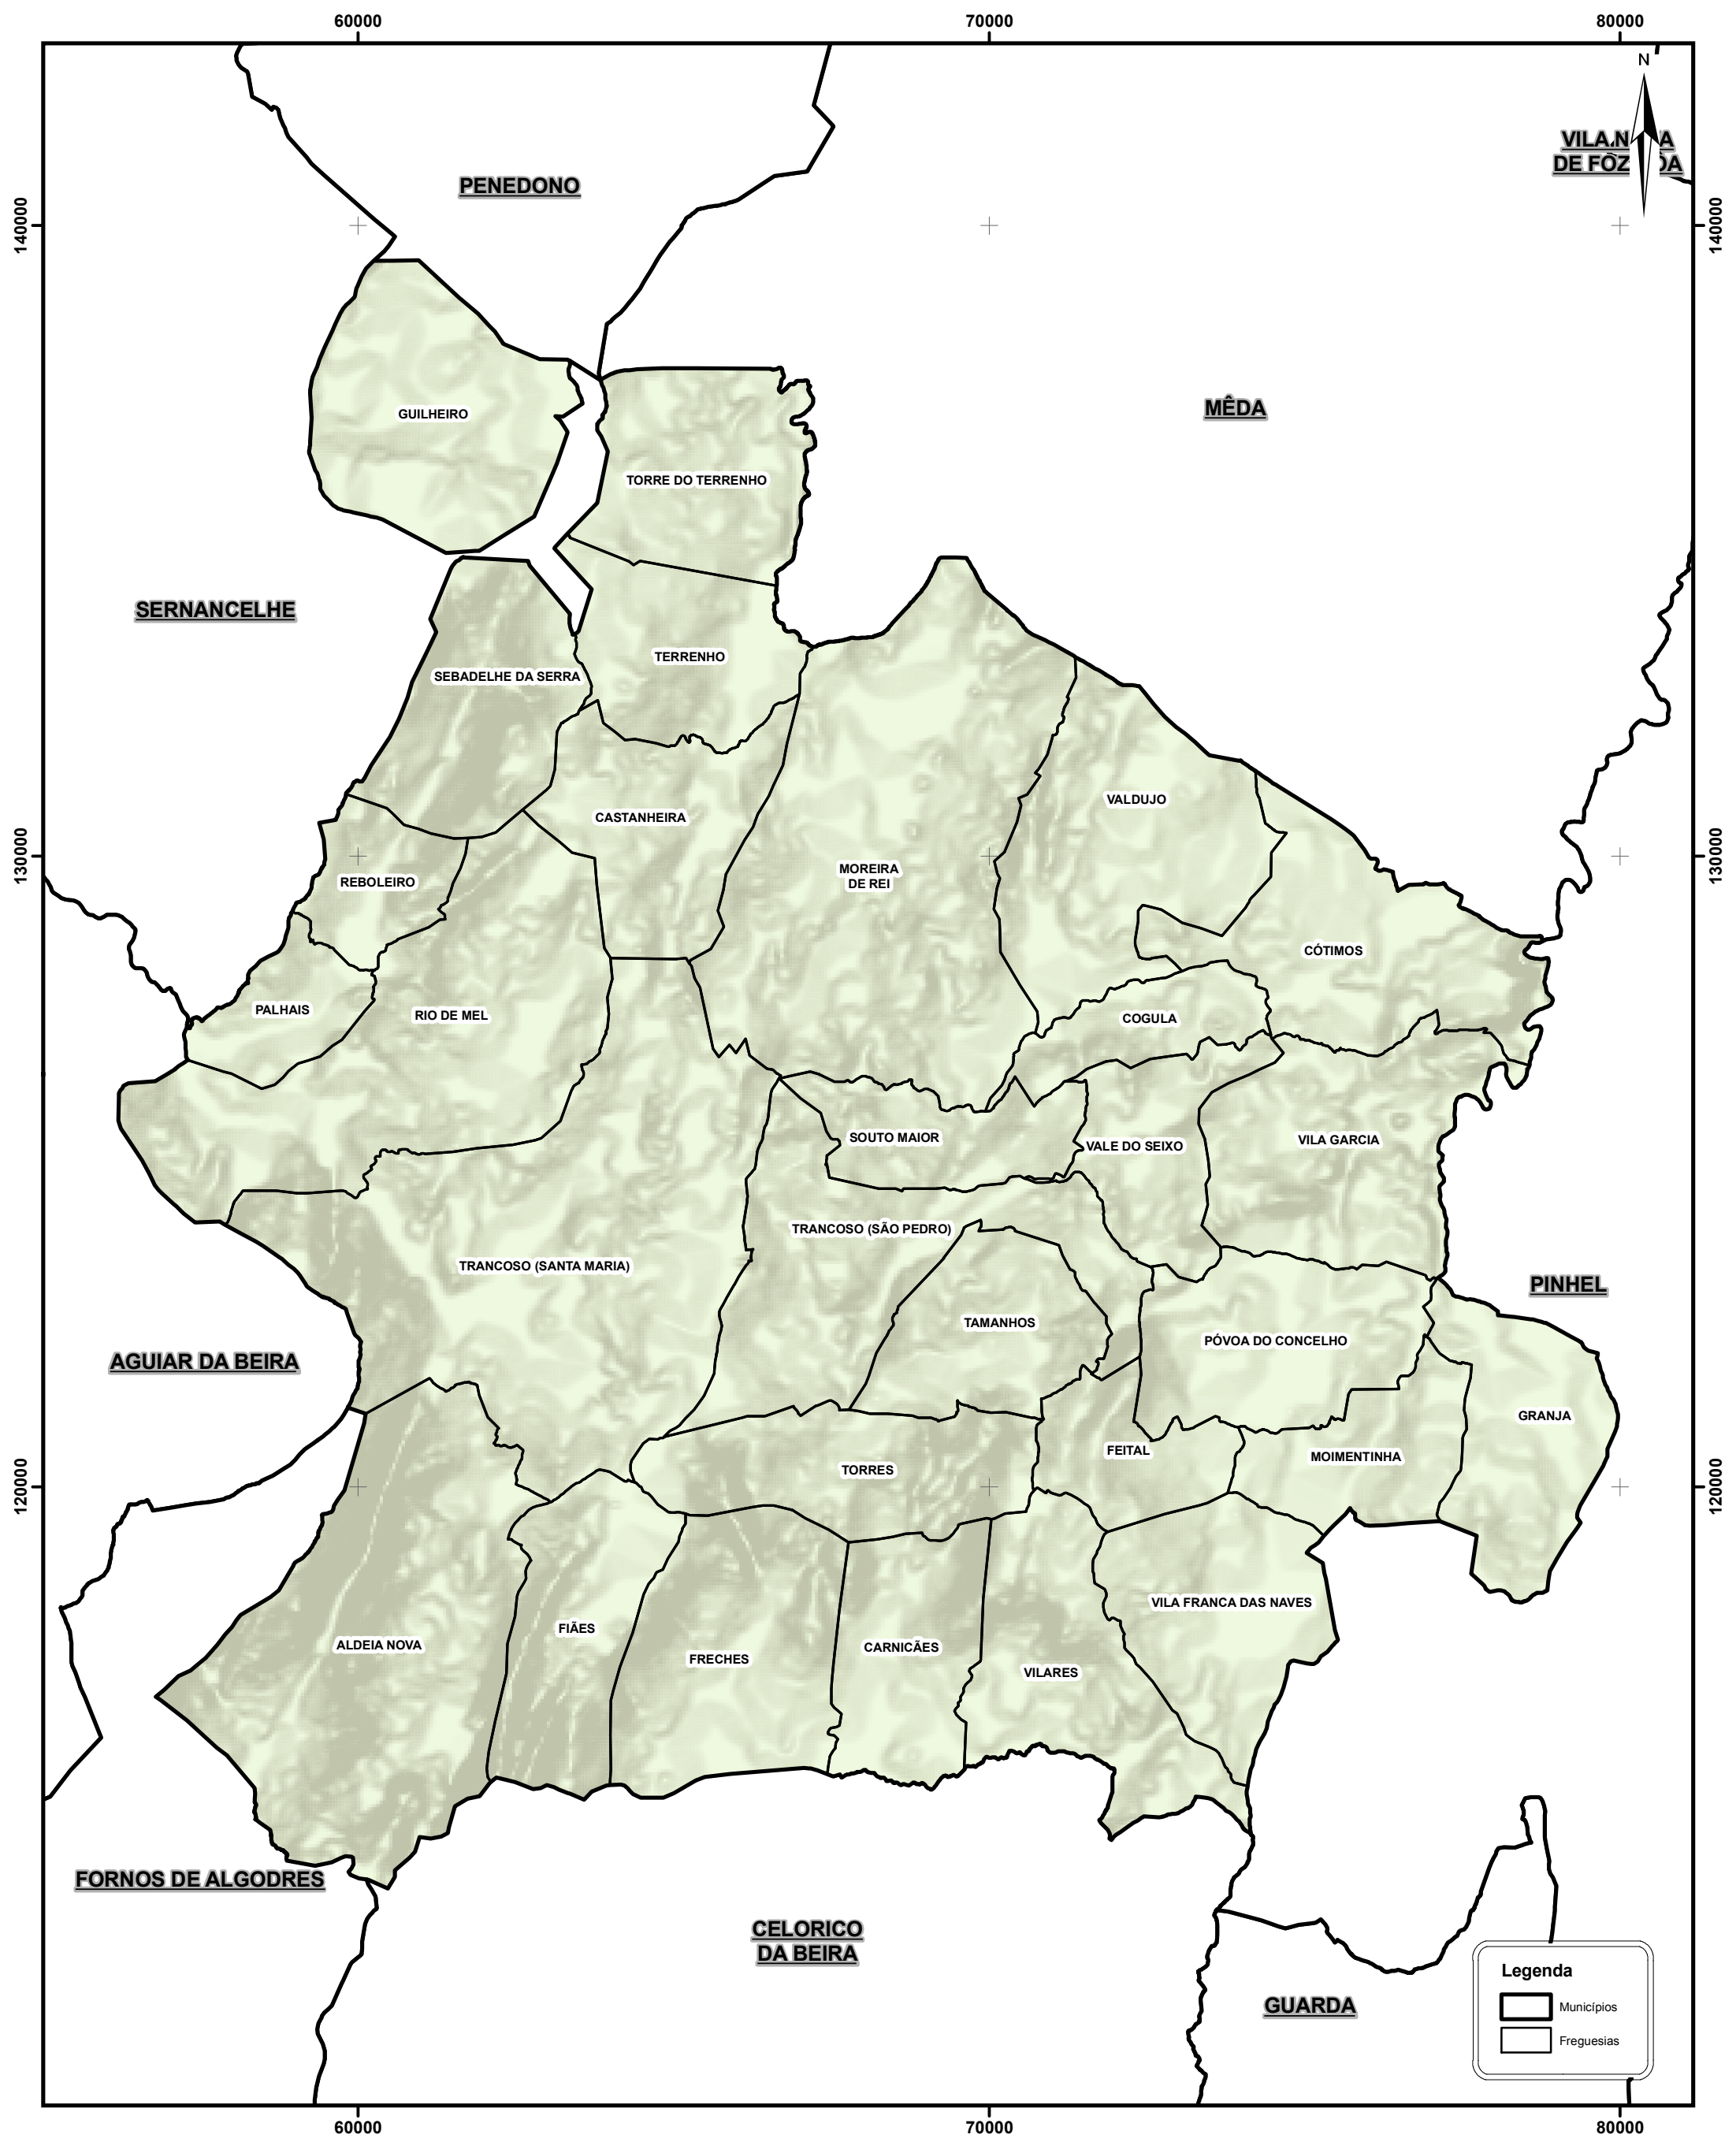 60000
70000
80000
N
VILA N A
DE FOZ ÔA
PENEDONO
140000
140000
MÊDA
GUILHEIRO
TORRE DO TERRENHO
SERNANCELHE
TERRENHO
SEBADELHE DA SERRA
VALDUJO
CASTANHEIRA
130000
130000
MOREIRA
DE REI
REBOLEIRO
CÓTIMOS
PALHAIS
RIO DE MEL
COGULA
SOUTO MAIOR
VALE DO SEIXO
VILA GARCIA
TRANCOSO (SÃO PEDRO)
TRANCOSO (SANTA MARIA)
PINHEL
TAMANHOS
PÓVOA DO CONCELHO
AGUIAR DA BEIRA
GRANJA
FEITAL
MOIMENTINHA
TORRES
120000
120000
VILA FRANCA DAS NAVES
FIÃES
ALDEIA NOVA
CARNICÃES
FRECHES
VILARES
FORNOS DE ALGODRES
CELORICO
DA BEIRA
GUARDA
Legenda
Municípios
Freguesias
60000
70000
80000